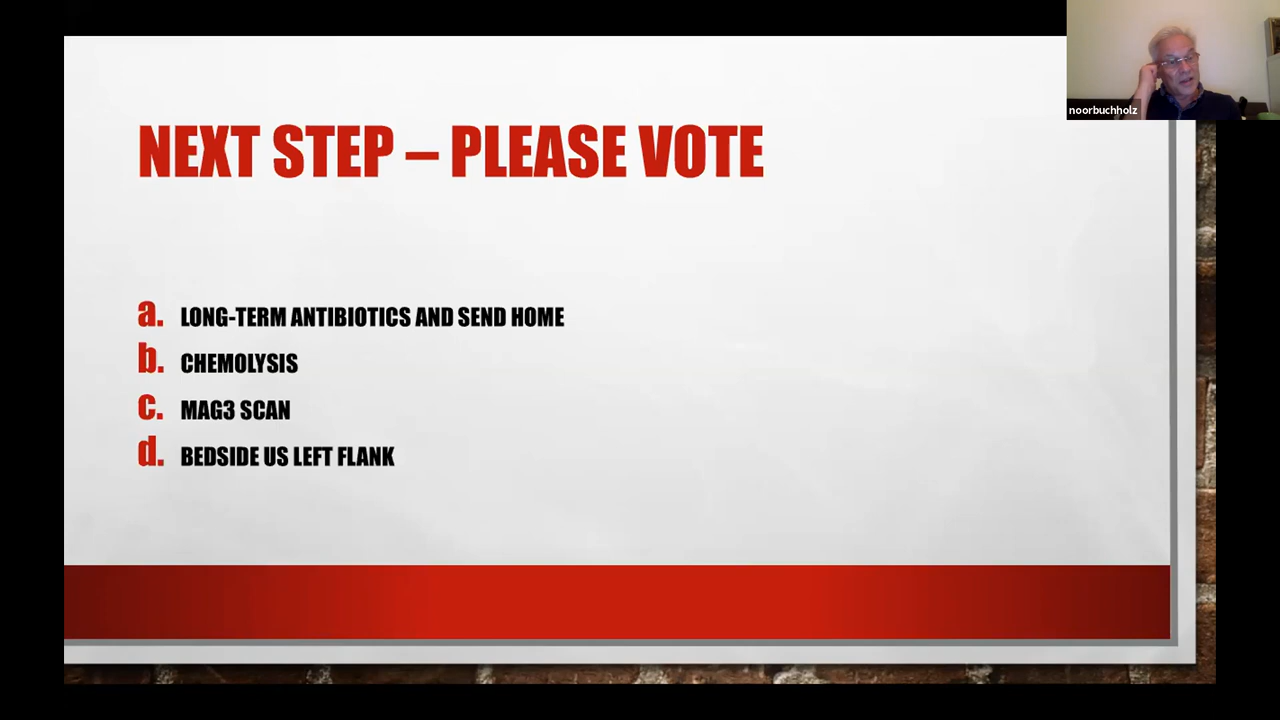 noorbuchholz
NEXT STEP – PLEASE VOTE
a. LONG-TERM ANTIBIOTICS AND SEND HOME
b. CHEMOLYSIS
c. MAG3 SCAN
d. BEDSIDE US LEFT FLANK